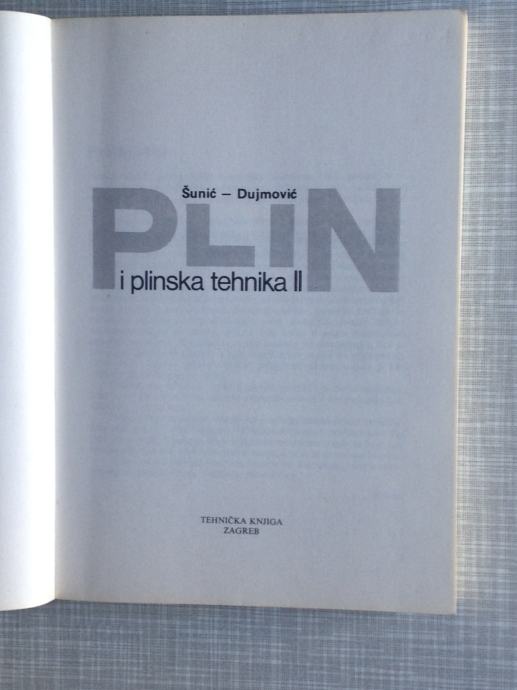 Šunić – Dujmović
PLIN
i plinska tehnika II
TEHNIČKA KNJIGA
ZAGREB